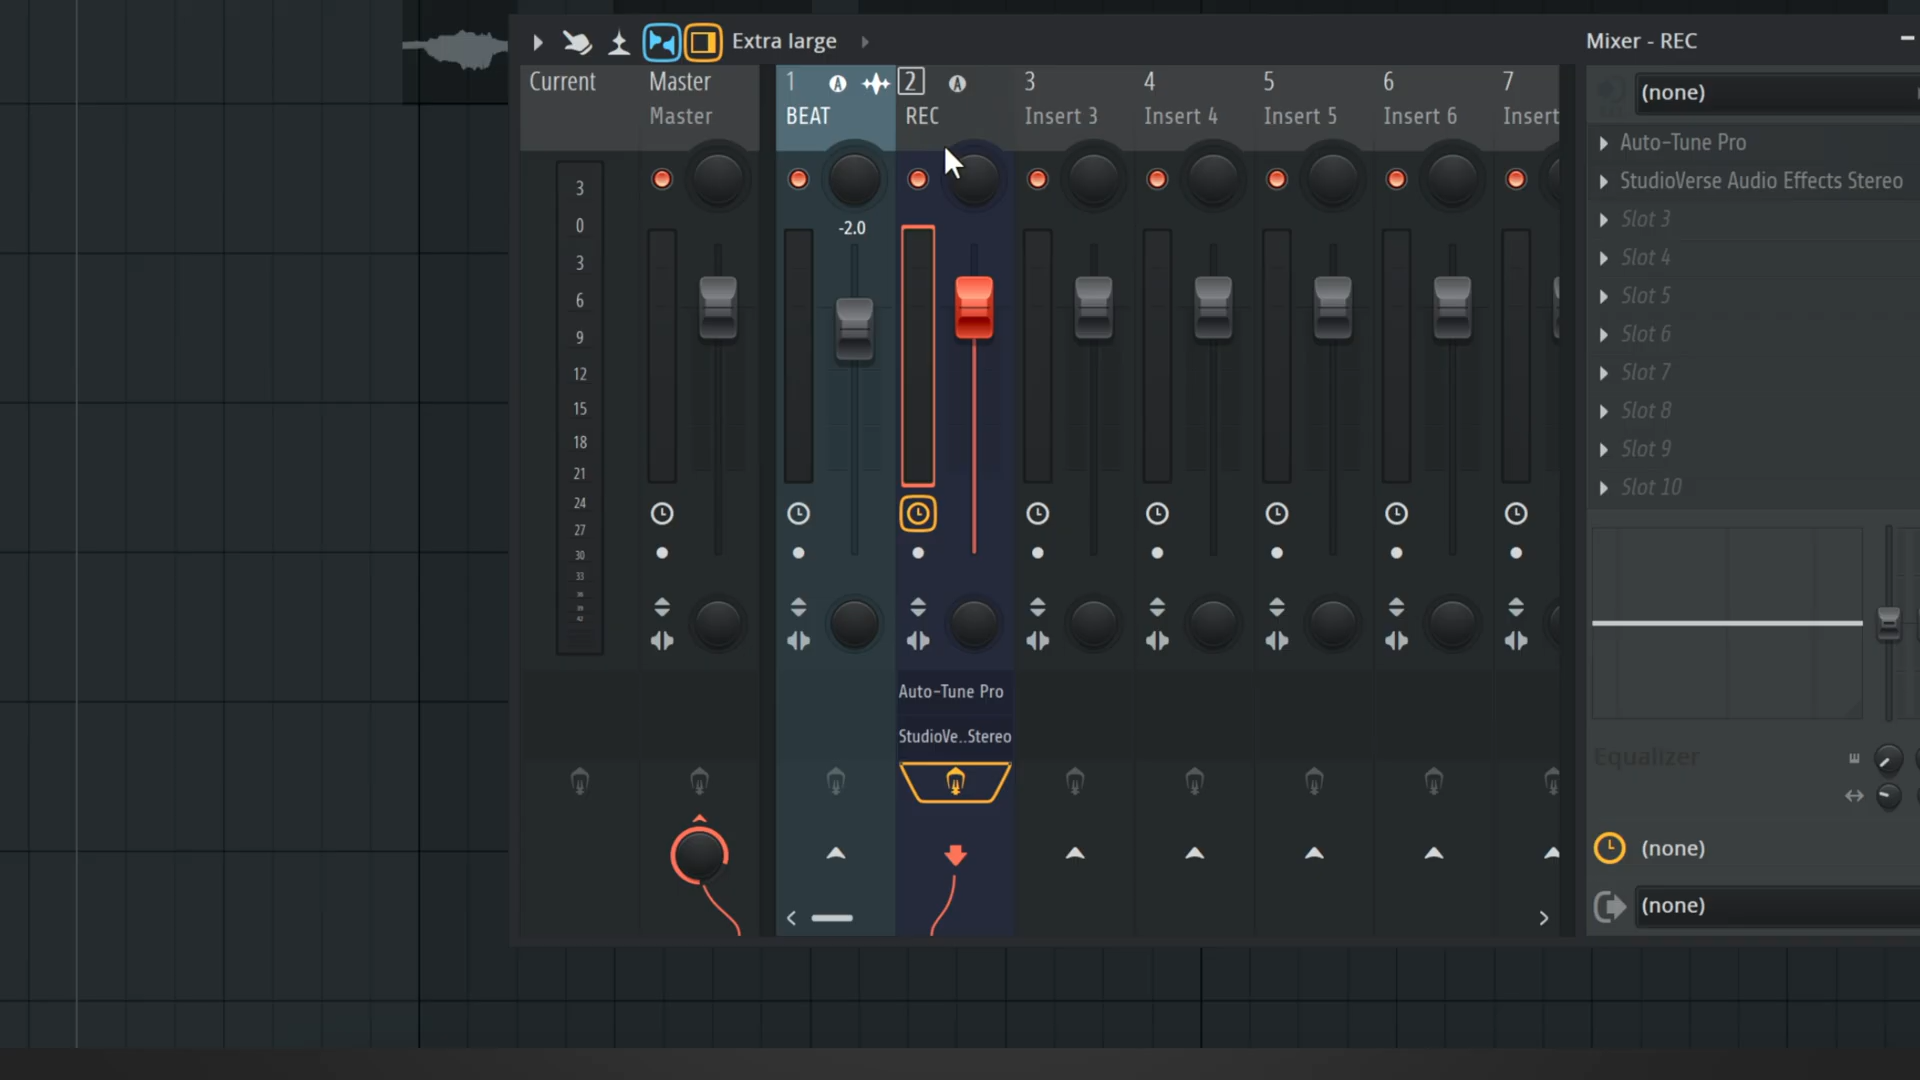 Extra large
Mixer - REC
Current
Master
1
2
3
4
5
6
7
Master
BEAT
REC
Insert 3
Insert 4
Insert 5
Insert 6
Insert
(none)
Auto-Tune Pro
StudioVerse Audio Effects Stereo
Slot 3
Slot 4
Slot 5
Slot 6
Slot 7
Slot 8
Slot 9
Slot 10
-2.0
3
0
3
6
9
12
15
18
21
24
27
30
33
36
39
42
Auto-Tune Pro
StudioVe..Stereo
Equalizer
(none)
(none)